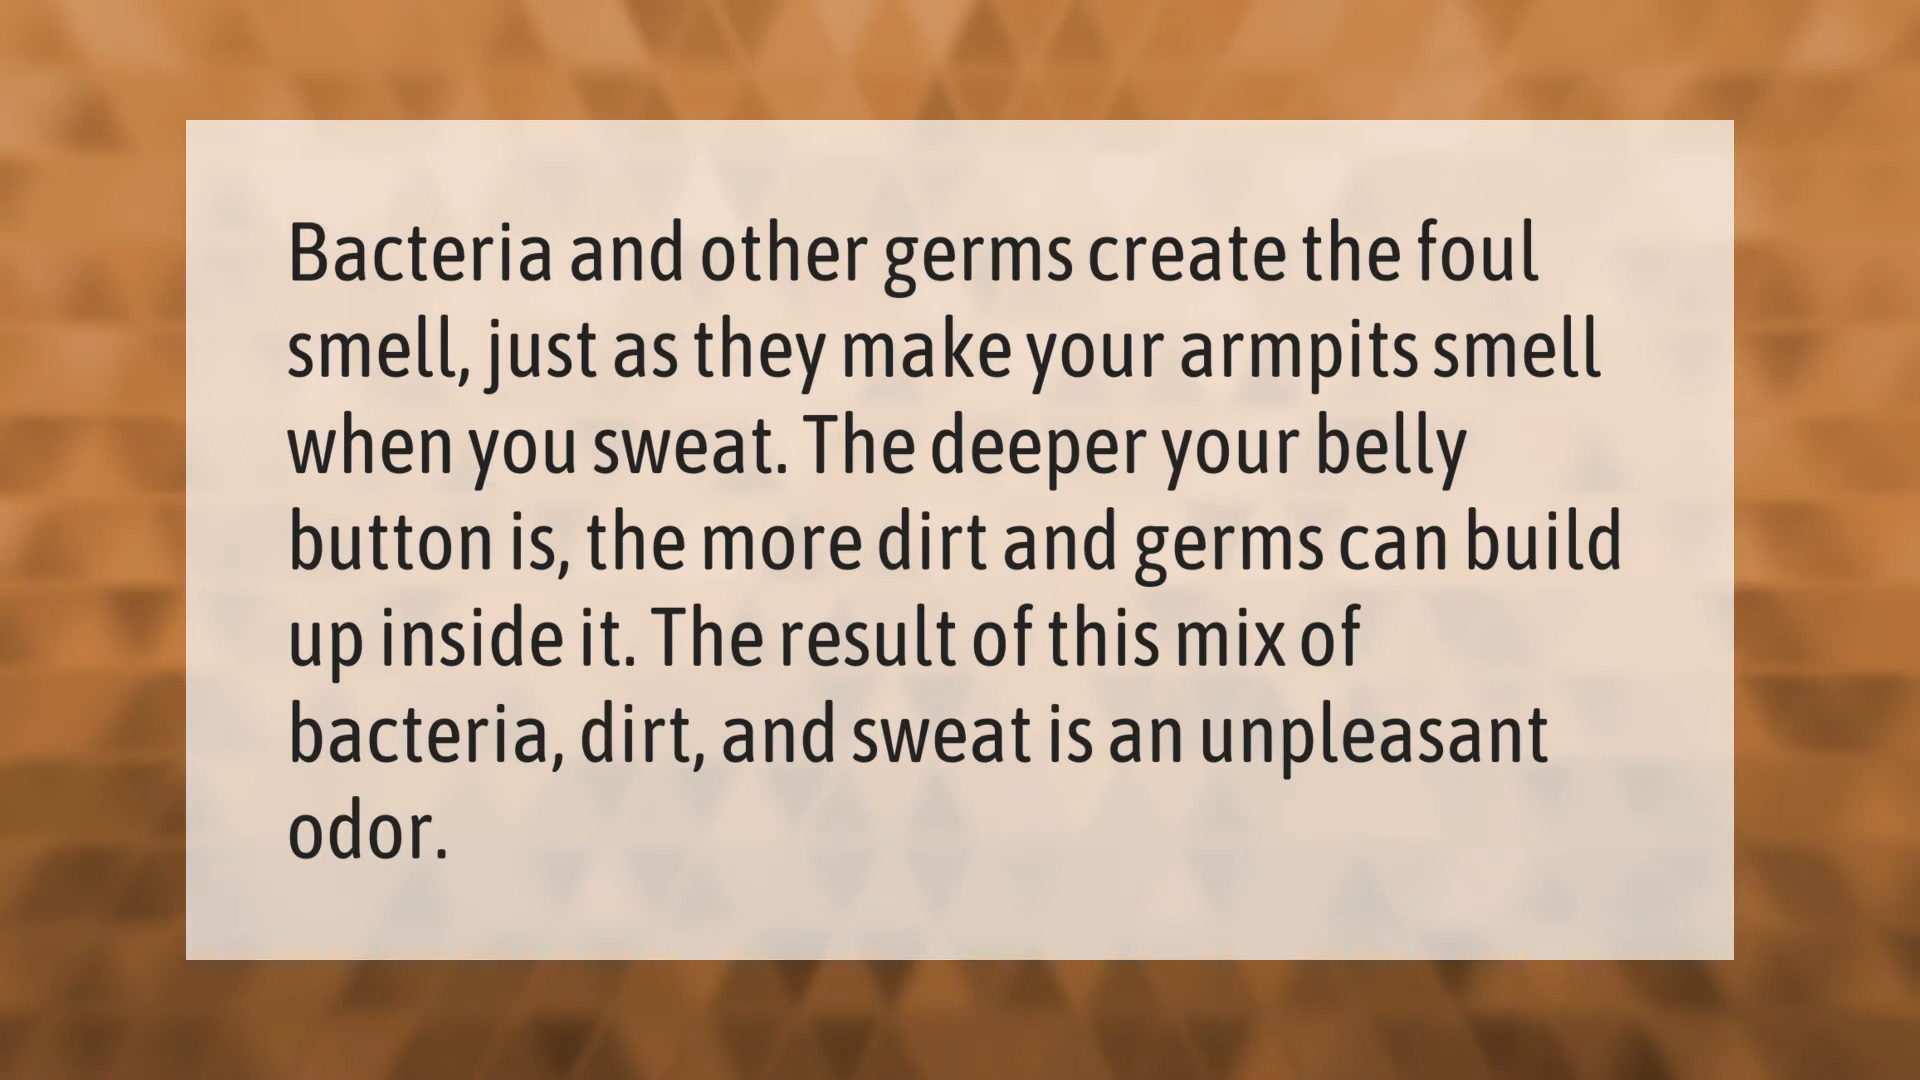 Bacteria and other germs create the foul
smell, just as they make your armpits smell
when you sweat. The deeper your belly
button is, the more dirt and germs can build
up inside it. The result of this mix of
bacteria, dirt, and sweat is an unpleasant
odor.